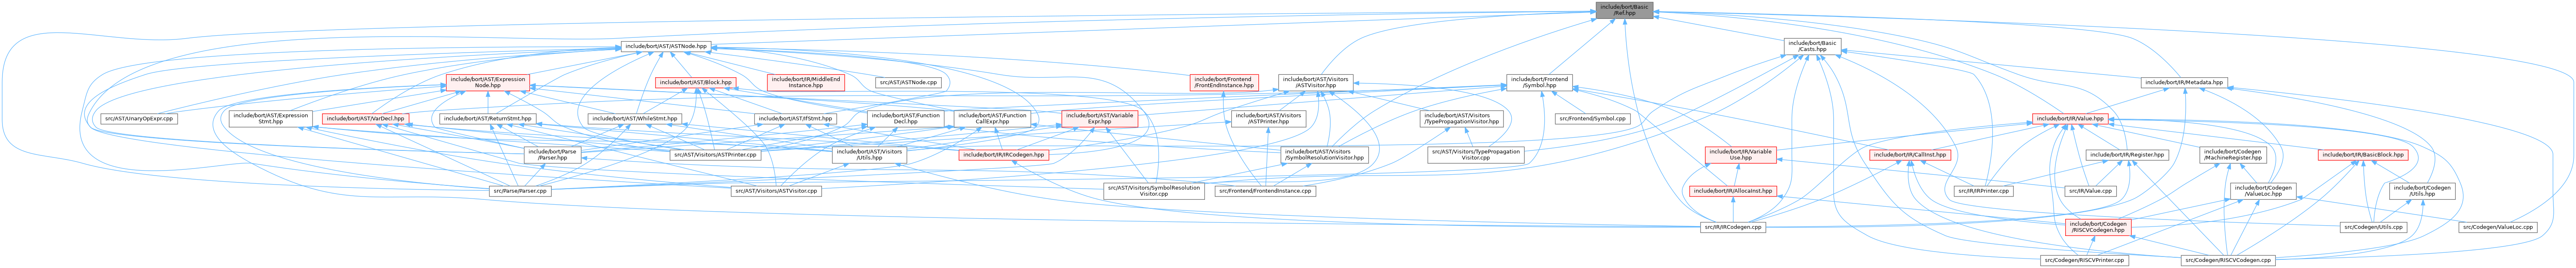 include/bort/Basic
/Ref.hpp
include/bort/AST/ASTNode.hpp
include/bort/Basic
/Casts.hpp
include/bort/AST/Expression
Node.hpp
include/bort/AST/Block.hpp
include/bort/IR/MiddleEnd
Instance.hpp
src/AST/ASTNode.cpp
include/bort/Frontend
/FrontEndInstance.hpp
include/bort/AST/Visitors
/ASTVisitor.hpp
include/bort/Frontend
/Symbol.hpp
include/bort/IR/Metadata.hpp
src/AST/UnaryOpExpr.cpp
include/bort/AST/Expression
Stmt.hpp
include/bort/AST/VarDecl.hpp
include/bort/AST/ReturnStmt.hpp
include/bort/AST/WhileStmt.hpp
include/bort/AST/IfStmt.hpp
include/bort/AST/Function
Decl.hpp
include/bort/AST/Function
CallExpr.hpp
include/bort/AST/Variable
Expr.hpp
include/bort/AST/Visitors
/ASTPrinter.hpp
include/bort/AST/Visitors
/TypePropagationVisitor.hpp
src/Frontend/Symbol.cpp
include/bort/IR/Value.hpp
include/bort/Parse
/Parser.hpp
src/AST/Visitors/ASTPrinter.cpp
include/bort/AST/Visitors
/Utils.hpp
include/bort/IR/IRCodegen.hpp
include/bort/AST/Visitors
/SymbolResolutionVisitor.hpp
src/AST/Visitors/TypePropagation
Visitor.cpp
include/bort/IR/Variable
Use.hpp
include/bort/IR/CallInst.hpp
include/bort/IR/Register.hpp
include/bort/Codegen
/MachineRegister.hpp
include/bort/IR/BasicBlock.hpp
src/Parse/Parser.cpp
src/AST/Visitors/ASTVisitor.cpp
src/AST/Visitors/SymbolResolution
Visitor.cpp
src/Frontend/FrontendInstance.cpp
include/bort/IR/AllocaInst.hpp
src/IR/IRPrinter.cpp
src/IR/Value.cpp
include/bort/Codegen
/ValueLoc.hpp
include/bort/Codegen
/Utils.hpp
src/IR/IRCodegen.cpp
include/bort/Codegen
/RISCVCodegen.hpp
src/Codegen/Utils.cpp
src/Codegen/ValueLoc.cpp
src/Codegen/RISCVPrinter.cpp
src/Codegen/RISCVCodegen.cpp